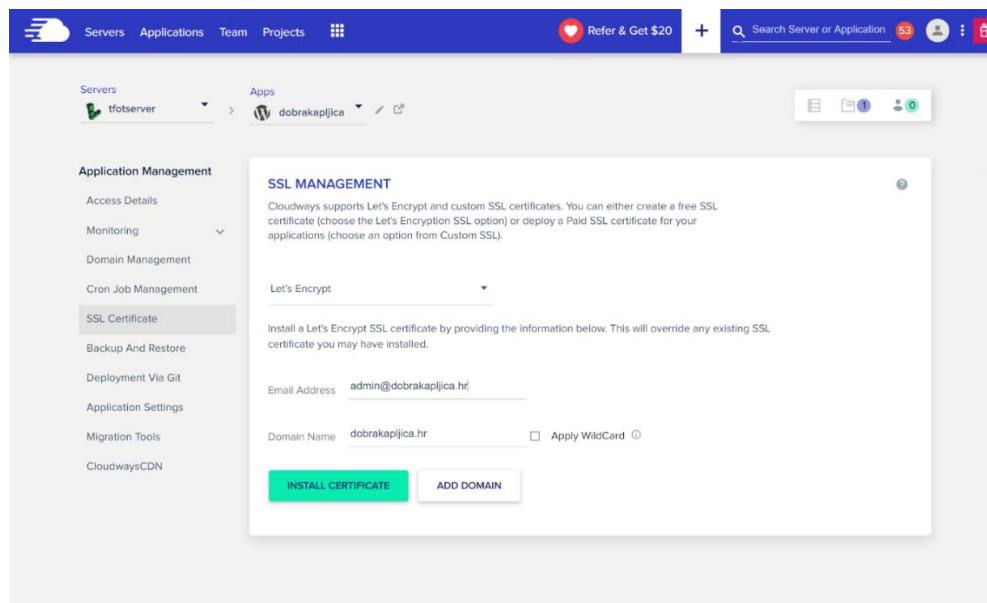 Servers Applications Team Projects Refer & Get $20 + Search Server or Application 53
Servers Apps
tfotserver > dobrakapljica
1 0
Application Management
Access Details
Monitoring
Domain Management
Cron Job Management
SSL Certificate
Backup And Restore
Deployment Via Git
Application Settings
Migration Tools
CloudwaysCDN
SSL MANAGEMENT
Cloudways supports Let's Encrypt and custom SSL certificates. You can either create a free SSL
certificate (choose the Let's Encryption SSL option) or deploy a Paid SSL certificate for your
applications (choose an option from Custom SSL).
Let's Encrypt
Install a Let's Encrypt SSL certificate by providing the information below. This will override any existing SSL
certificate you may have installed.
Email Address admin@dobrakapljica.hr
Domain Name dobrakapljica.hr Apply WildCard
INSTALL CERTIFICATE ADD DOMAIN